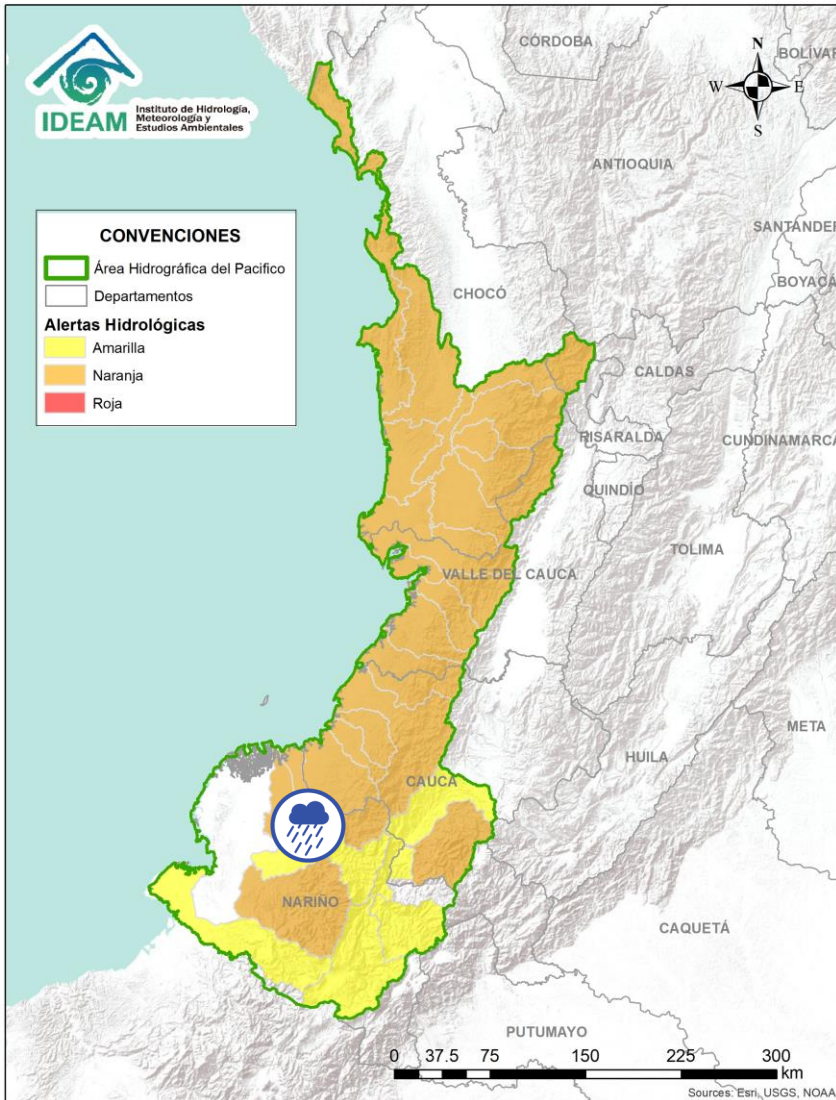 IDEAM
Instituto de Hidrología,
Meteorología y
Estudios Ambientales
CÓRDOBA
BOLÍVAR
N
W
E
S
ANTIOQUIA
SANTANDER
BOYACÁ
CHOCÓ
CONVENCIONES
Área Hidrográfica del Pacifico
Departamentos
Alertas Hidrológicas
Amarilla
Naranja
Roja
CALDAS
RISARALDA
CUNDINAMARCA
QUINDÍO
TOLIMA
VALLE DEL CAUCA
META
HUILA
CAUCA
NARIÑO
CAQUETÁ
PUTUMAYO
0 37.5 75 150 225 300
km
Sources: Esri, USGS, NOAA